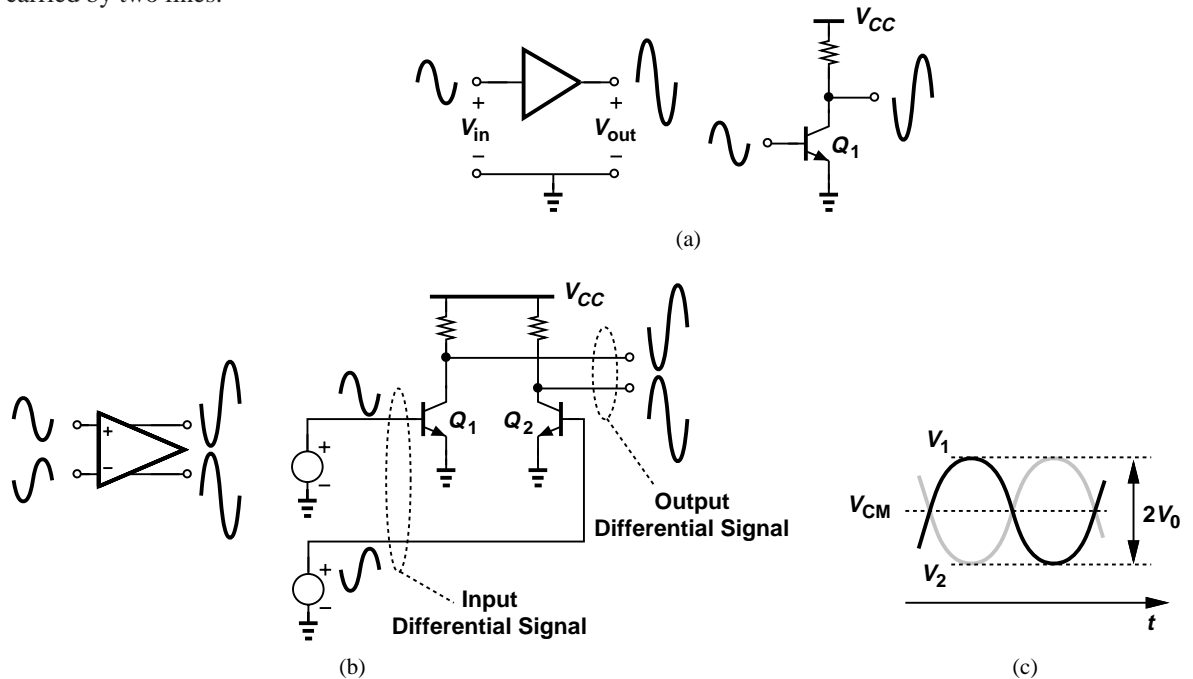 carried by two lines.
V_CC
+ +
V_in V_out
− −
Q_1
(a)
V_CC
+
−
Q_1 Q_2
+
−
+
−
Output
Differential Signal
Input
Differential Signal
(b)
V_1
V_CM
2V_0
V_2
t
(c)